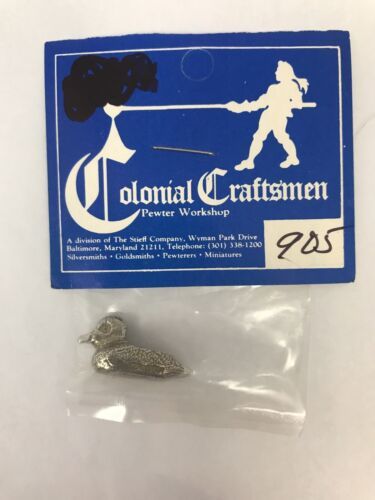 Colonial Craftsmen
Pewter Workshop
A division of The Stieff Company, Wyman Park Drive
Baltimore, Maryland 21211, Telephone: (301) 338-1200
Silversmiths • Goldsmiths • Pewterers • Miniatures
905